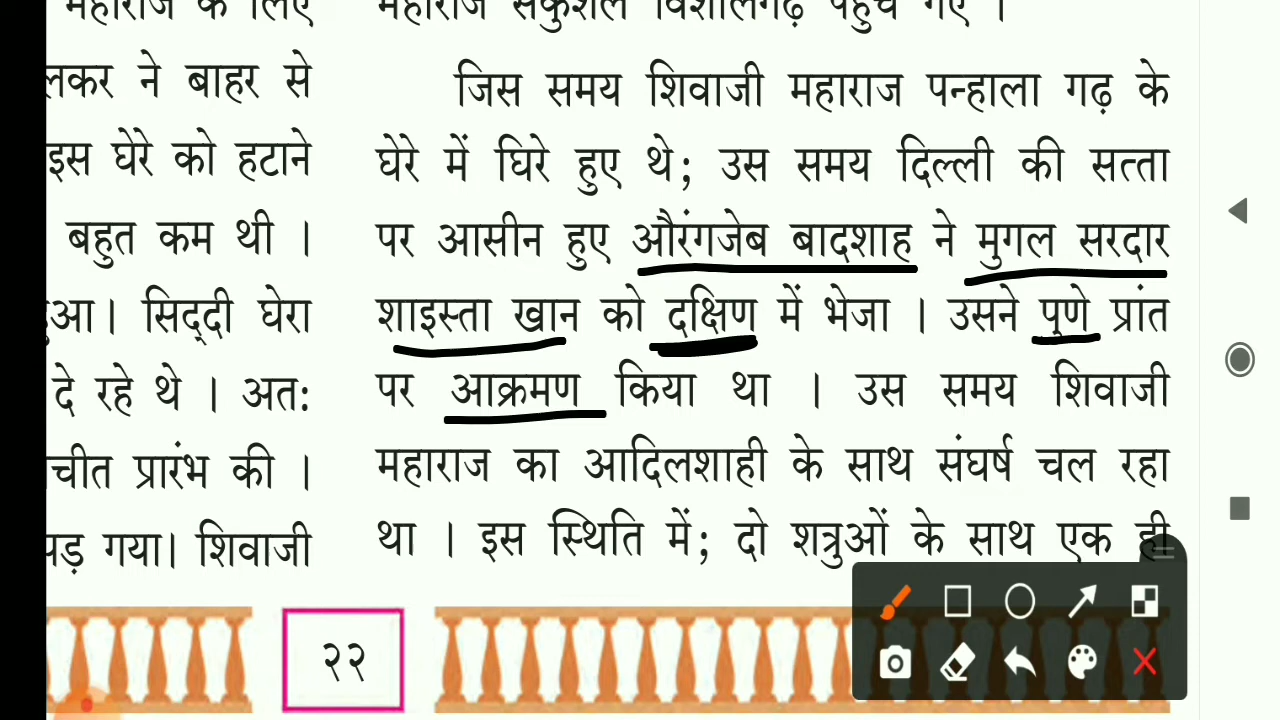 महाराज के लिए
लकर ने बाहर से
इस घेरे को हटाने
बहुत कम थी ।
हुआ। सिद्दी घेरा
दे रहे थे । अतः
चीत प्रारंभ की ।
पड़ गया। शिवाजी
महाराज सकुशल विशालगढ़ पहुँच गए ।
जिस समय शिवाजी महाराज पन्हाला गढ़ के
घेरे में घिरे हुए थे; उस समय दिल्ली की सत्ता
पर आसीन हुए औरंगजेब बादशाह ने मुगल सरदार
शाइस्ता खान को दक्षिण में भेजा । उसने पुणे प्रांत
पर आक्रमण किया था । उस समय शिवाजी
महाराज का आदिलशाही के साथ संघर्ष चल रहा
था । इस स्थिति में; दो शत्रुओं के साथ एक ही
२२